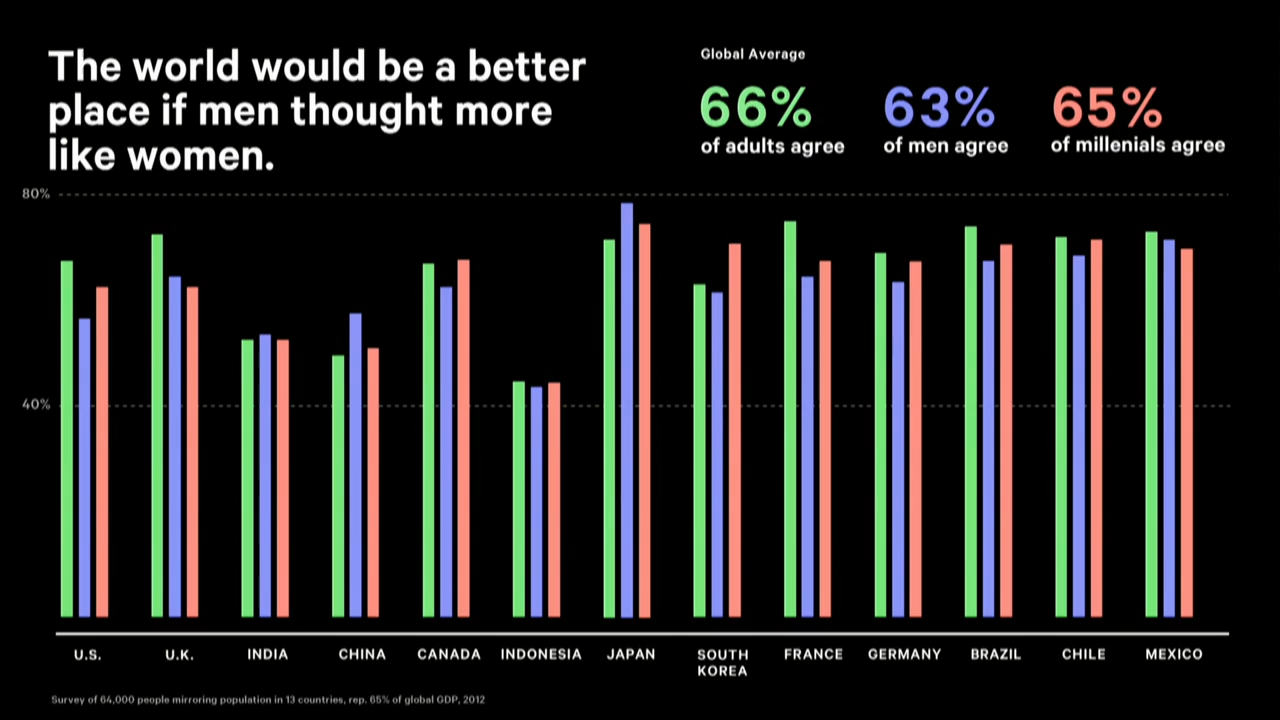 The world would be a better
place if men thought more
like women.
Global Average
66%
of adults agree
63%
of men agree
65%
of millenials agree
80%
40%
U.S.
U.K.
INDIA
CHINA
CANADA
INDONESIA
JAPAN
SOUTH
KOREA
FRANCE
GERMANY
BRAZIL
CHILE
MEXICO
Survey of 64,000 people mirroring population in 13 countries, rep. 65% of global GDP, 2012